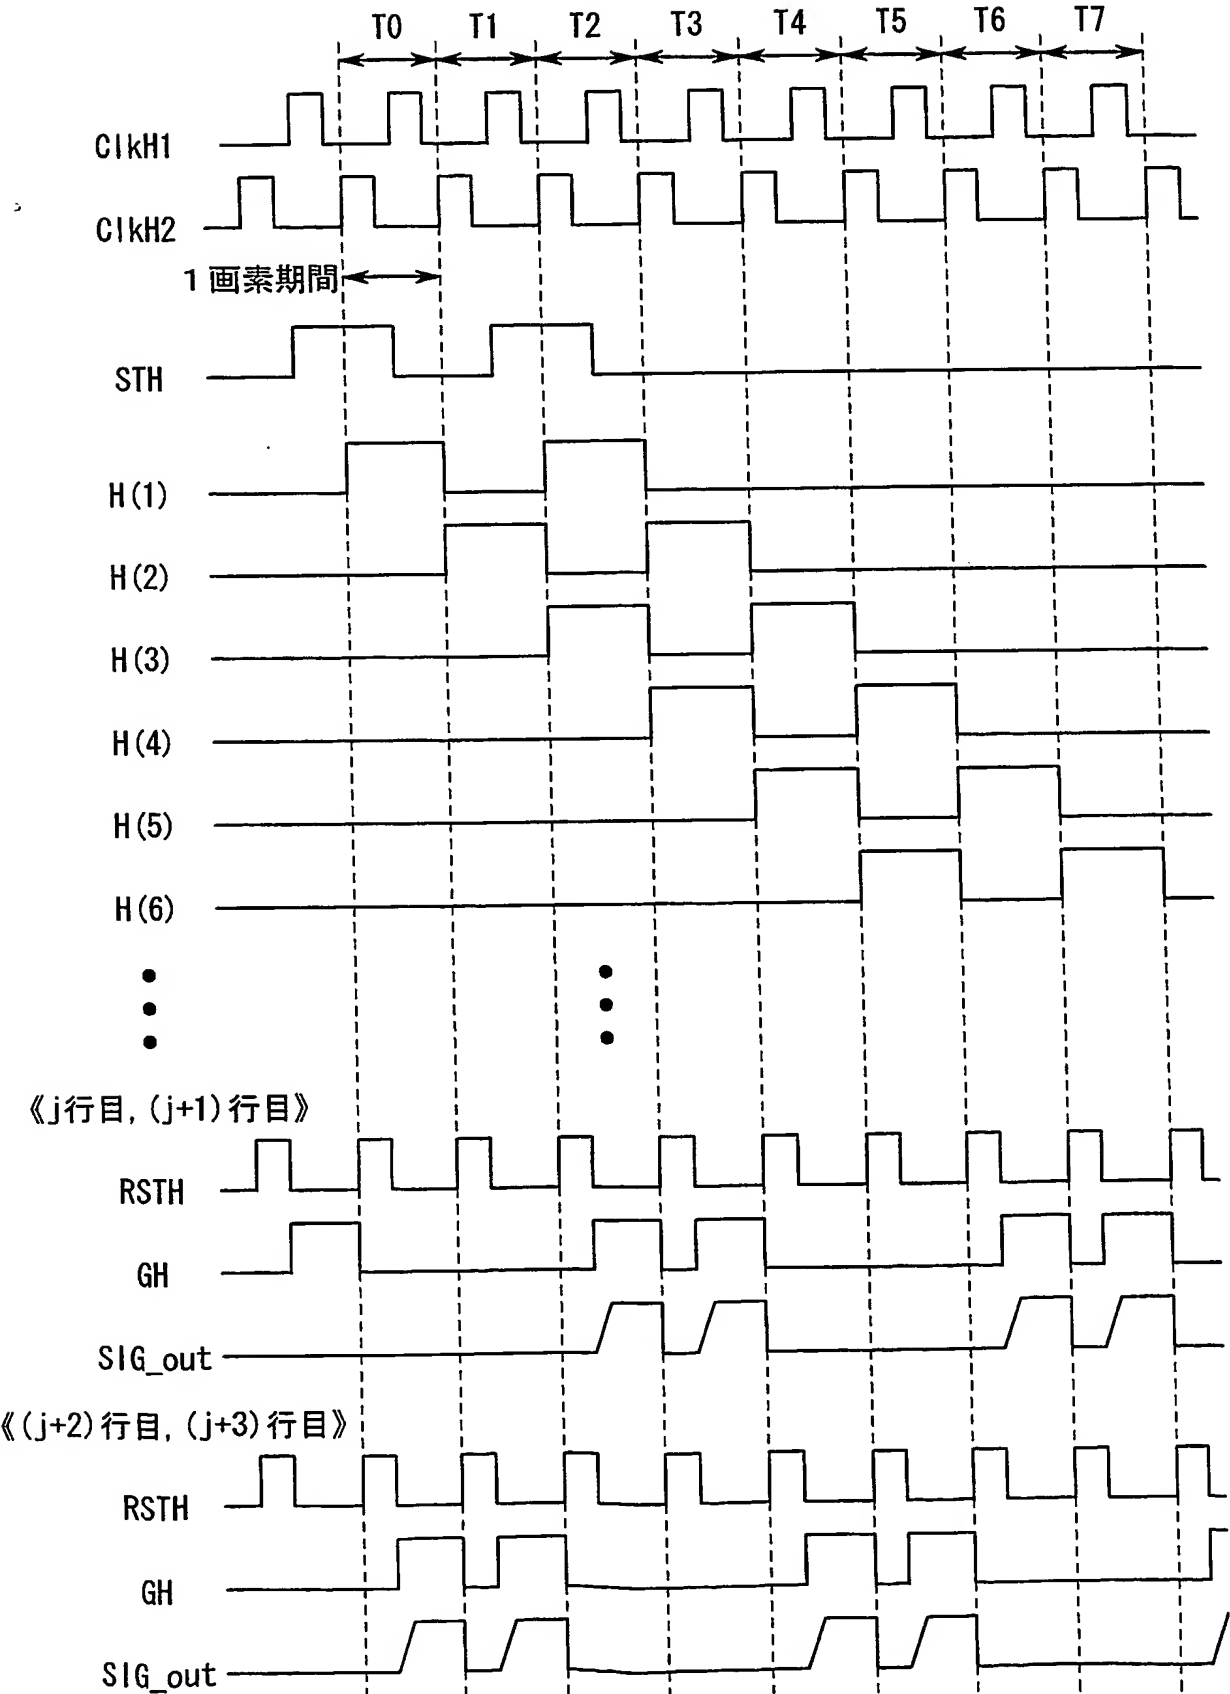 T0 T1 T2 T3 T4 T5 T6 T7
ClkH1
ClkH2
1画素期間
STH
H(1)
H(2)
H(3)
H(4)
H(5)
H(6)
《j行目, (j+1)行目》
RSTH
GH
SIG_out
《(j+2)行目, (j+3)行目》
RSTH
GH
SIG_out